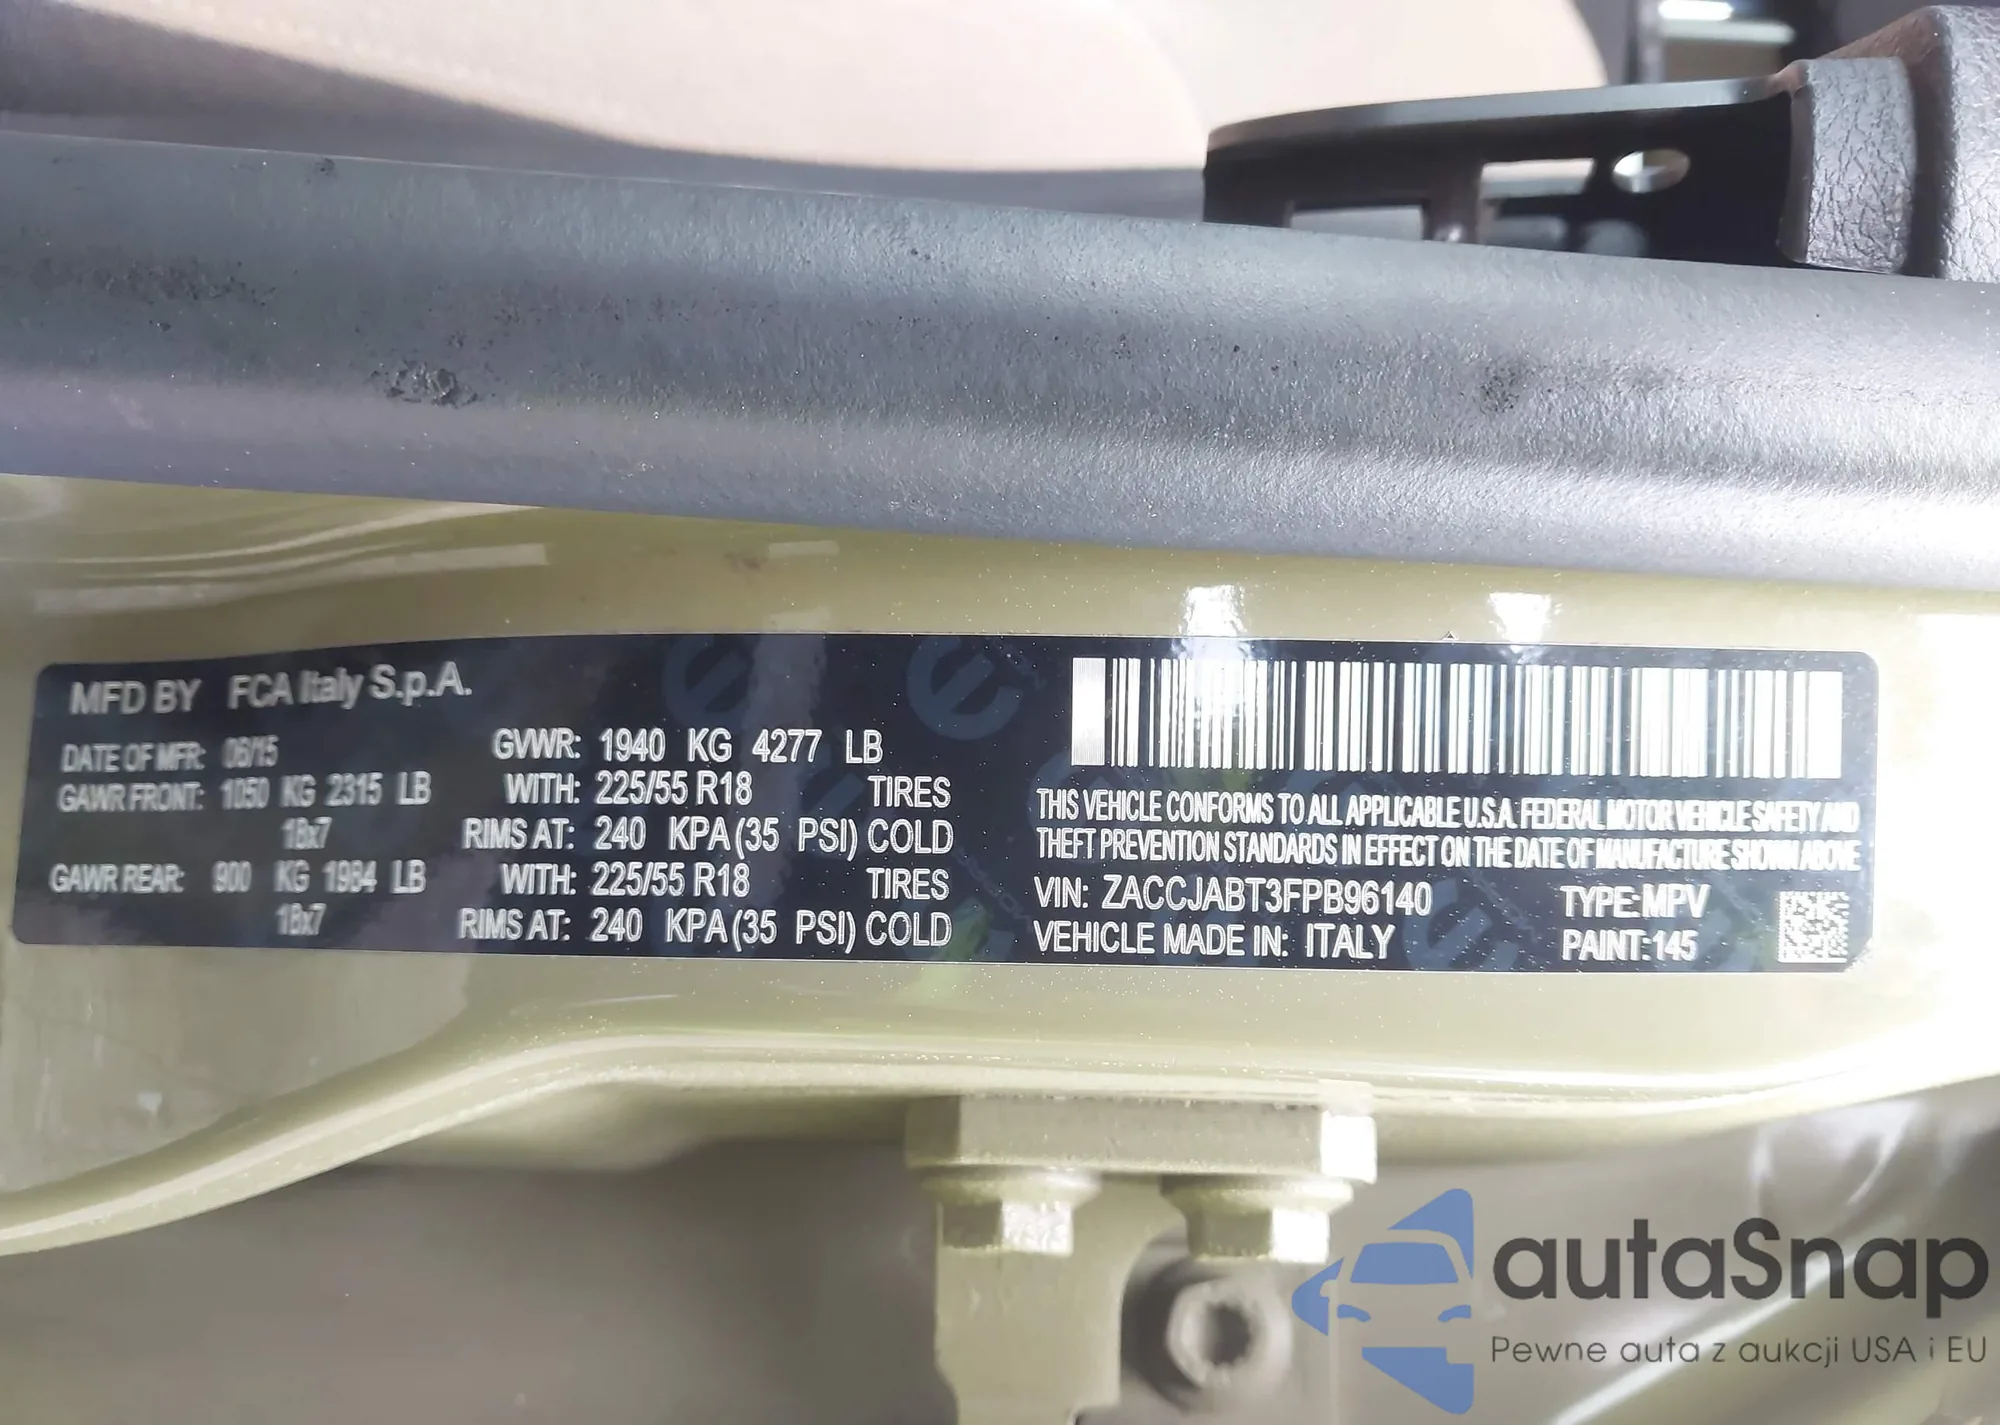 MFD BY FCA Italy S.p.A.
DATE OF MFR: 06/15 GVWR: 1940 KG 4277 LB
GAWR FRONT: 1050 KG 2315 LB WITH: 225/55 R18 TIRES
18x7 RIMS AT: 240 KPA (35 PSI) COLD
GAWR REAR: 900 KG 1984 LB WITH: 225/55 R18 TIRES
18x7 RIMS AT: 240 KPA (35 PSI) COLD
THIS VEHICLE CONFORMS TO ALL APPLICABLE U.S.A. FEDERAL MOTOR VEHICLE SAFETY AND
THEFT PREVENTION STANDARDS IN EFFECT ON THE DATE OF MANUFACTURE SHOWN ABOVE
VIN: ZACCJABT3FPB96140 TYPE: MPV
VEHICLE MADE IN: ITALY PAINT: 145
autaSnap
Pewne auta z aukcji USA i EU